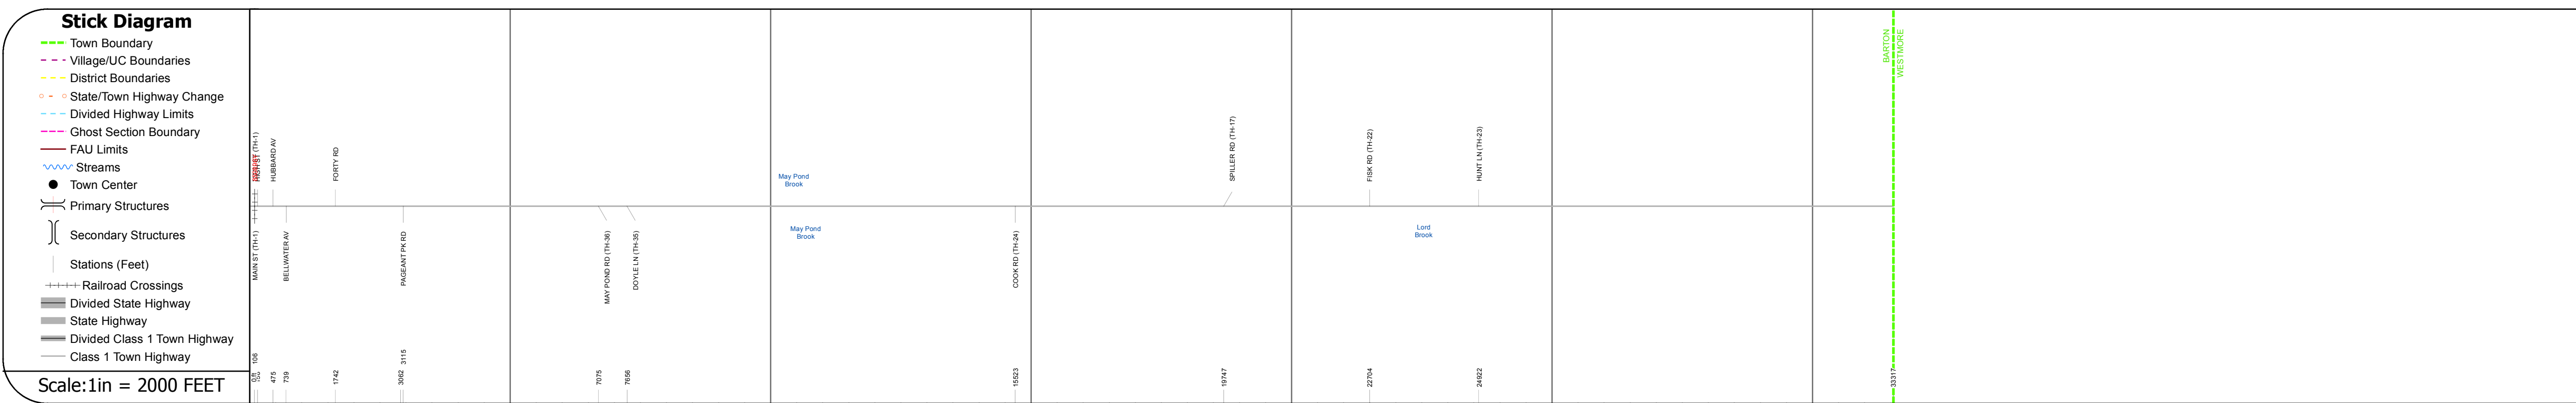 Stick Diagram
Town Boundary
Village/UC Boundaries
District Boundaries
State/Town Highway Change
Divided Highway Limits
Ghost Section Boundary
FAU Limits
Streams
Town Center
Primary Structures
Secondary Structures
Stations (Feet)
Railroad Crossings
Divided State Highway
State Highway
Divided Class 1 Town Highway
Class 1 Town Highway
Scale:1in = 2000 FEET
HIGH ST (TH-1)
HUBBARD AV
FORTY RD
May Pond
Brook
SPILLER RD (TH-17)
FISK RD (TH-22)
HUNT LN (TH-23)
BARTON
WESTMORE
MAIN ST (TH-1)
BELLWATER AV
PAGEANT PK RD
MAY POND RD (TH-36)
DOYLE LN (TH-35)
May Pond
Brook
COOK RD (TH-24)
Lord
Brook
0 ft
106
475
739
1742
3062
3115
7075
7656
15523
19747
22704
24922
33317